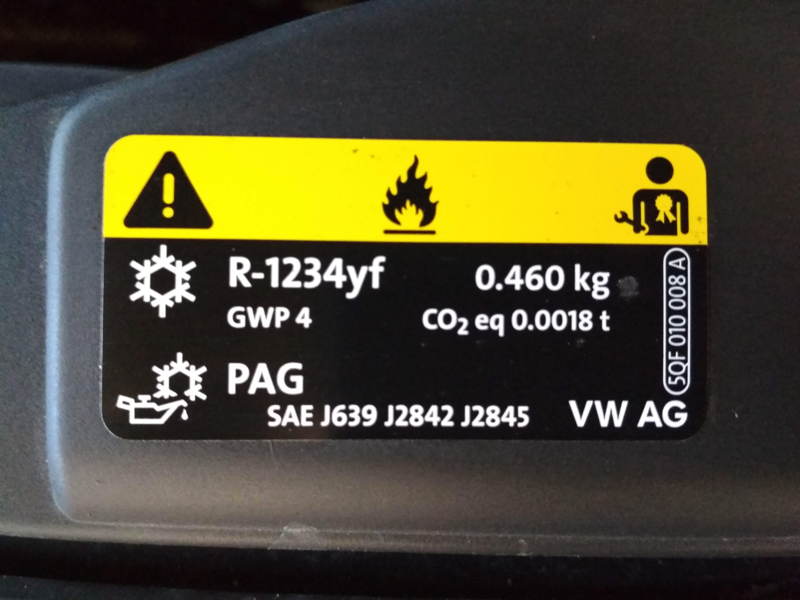 R-1234yf 0.460 kg
GWP 4 CO₂ eq 0.0018 t
PAG
SAE J639 J2842 J2845 VW AG
5QF 010 008 A